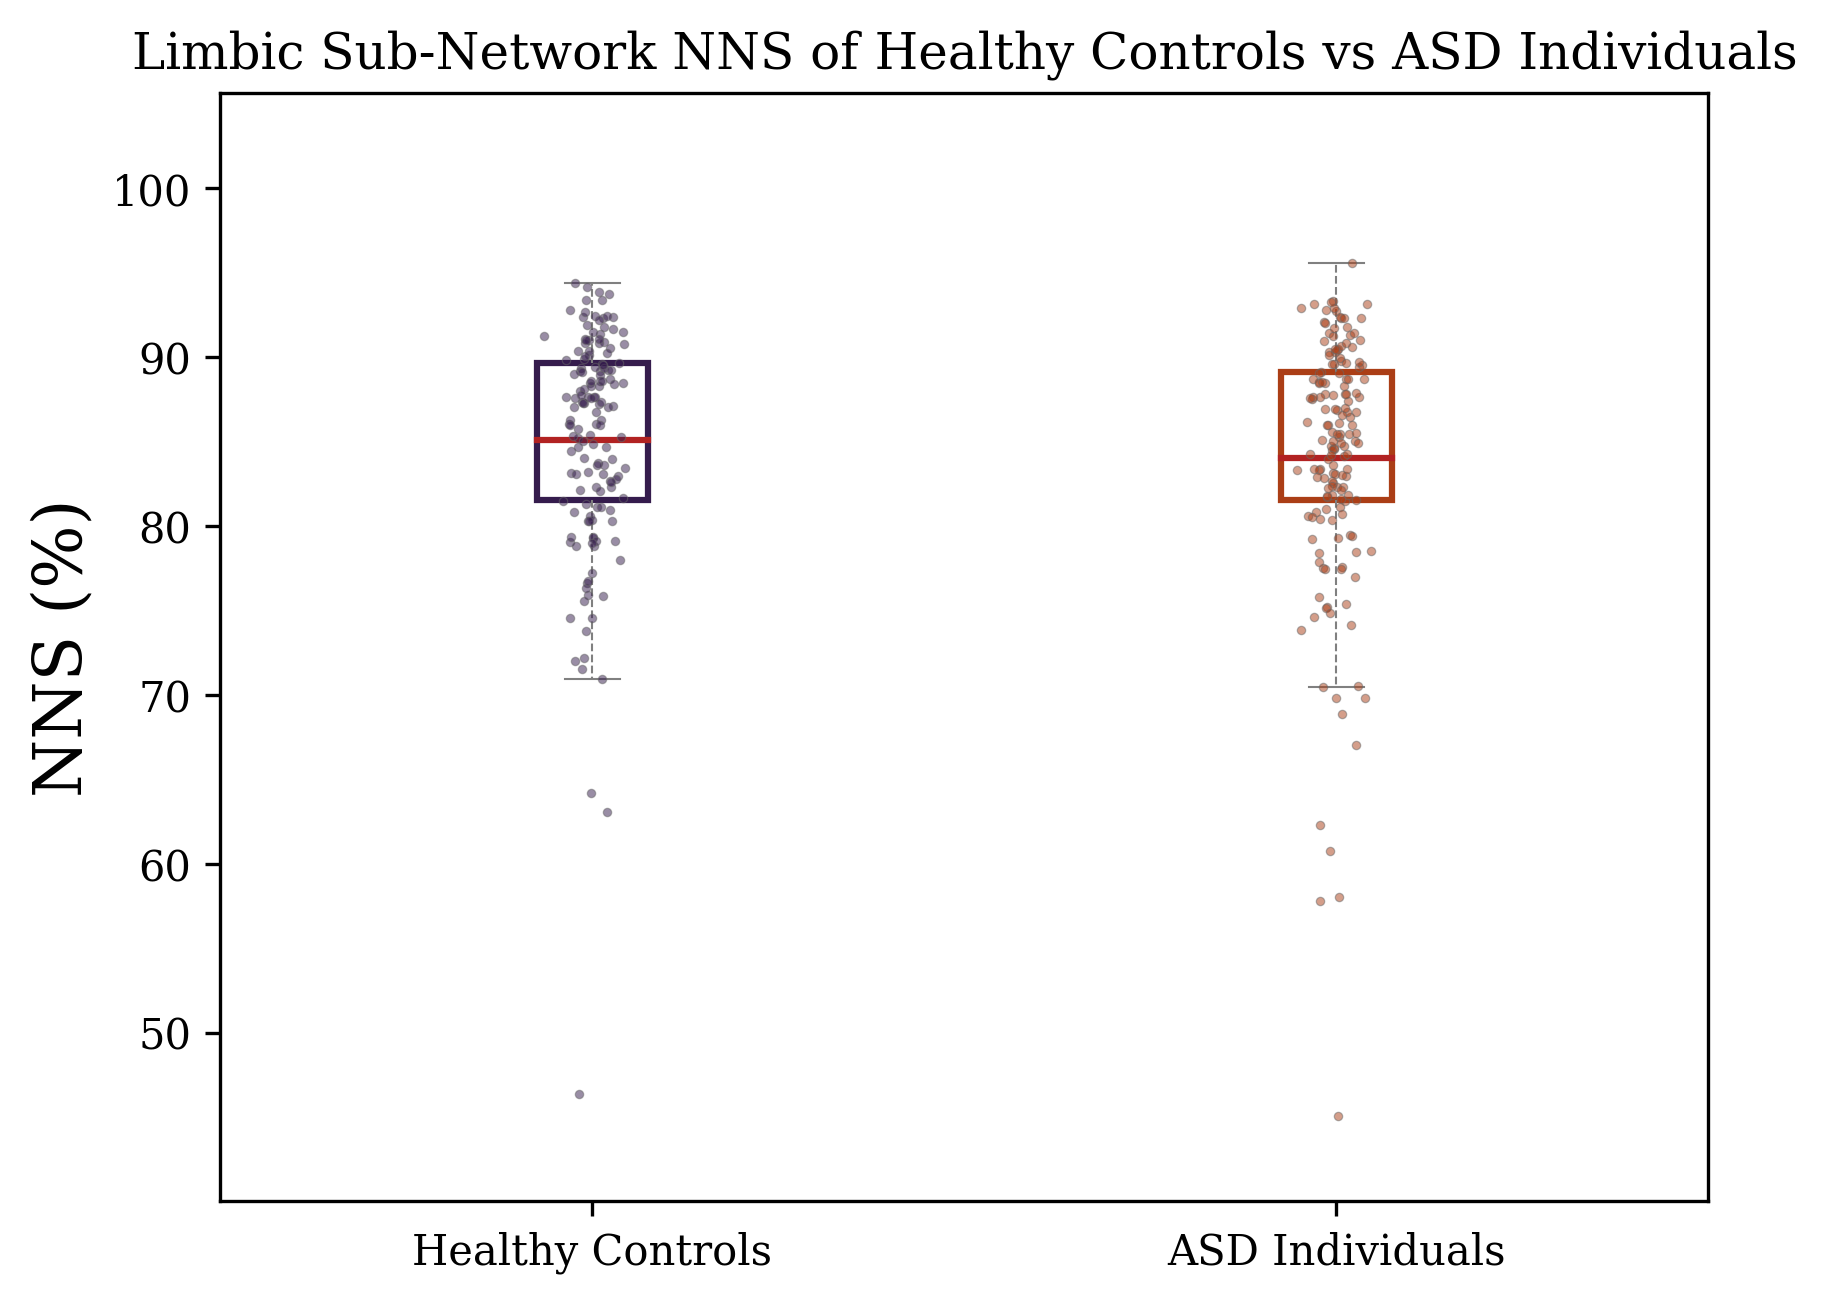 Limbic Sub-Network NNS of Healthy Controls vs ASD Individuals
NNS (%)
100
90
80
70
60
50
Healthy Controls
ASD Individuals